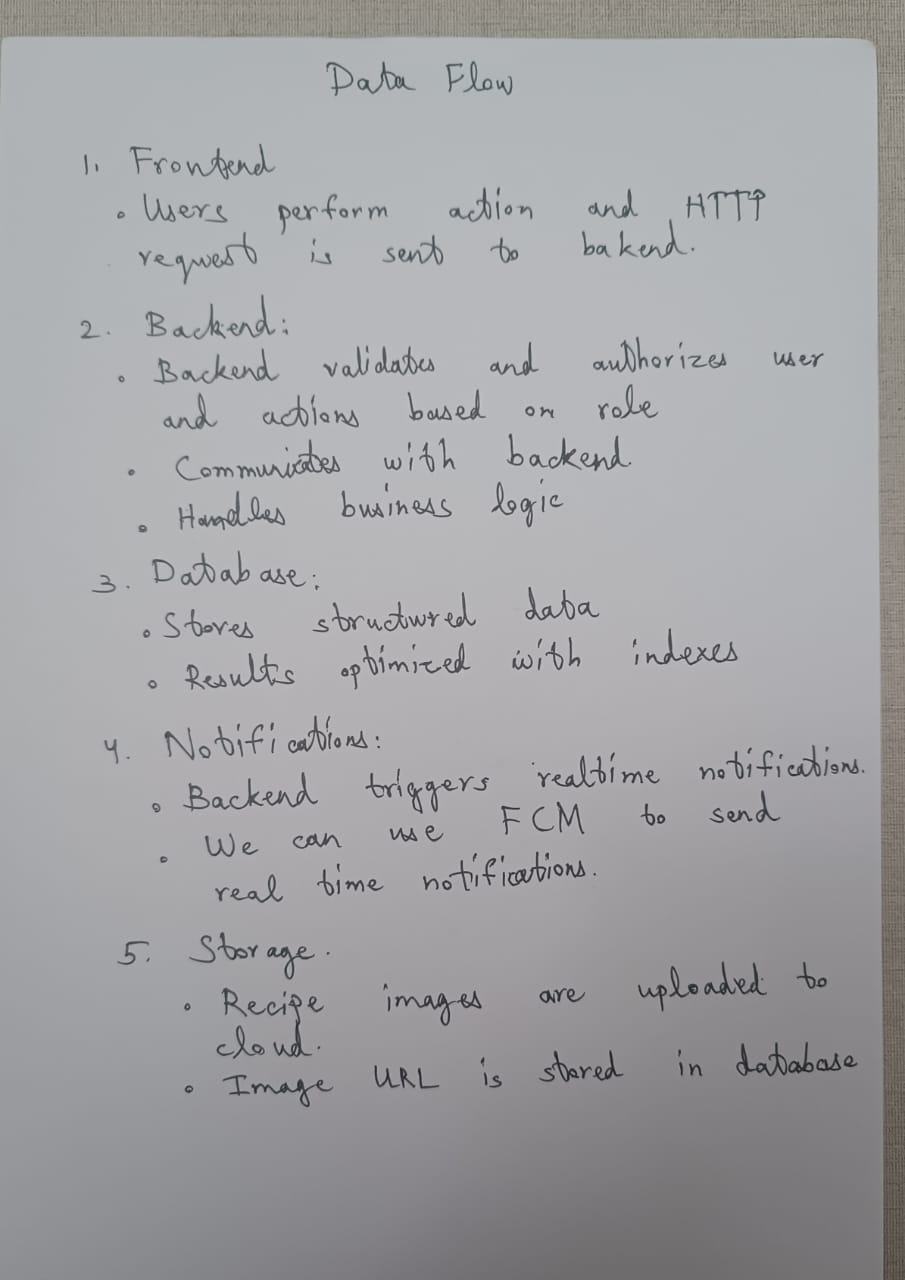 Data Flow
1. Frontend
• Users perform action and HTTP
request is sent to bakend.
2. Backend:
• Backend validates and authorizes user
and actions based on role
• Communicates with backend.
• Handles business logic
3. Database:
• Stores structured data
• Results optimized with indexes
4. Notifications:
• Backend triggers realtime notifications.
• We can use FCM to send
real time notifications.
5. Storage.
• Recipe images are uploaded to
cloud.
• Image URL is stored in database